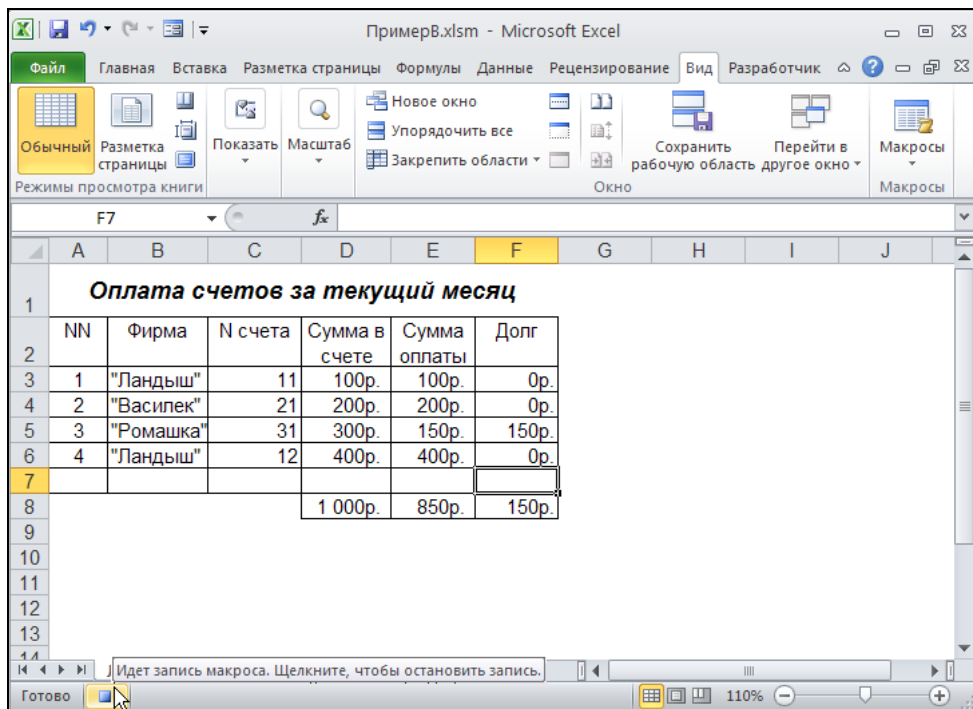 ПримерВ.xlsm - Microsoft Excel
Файл Главная Вставка Разметка страницы Формулы Данные Рецензирование Вид Разработчик
Обычный
Разметка страницы
Показать
Масштаб
Новое окно
Упорядочить все
Закрепить области
Сохранить рабочую область
Перейти в другое окно
Макросы
Режимы просмотра книги
Окно
Макросы
F7 fx
A B C D E F G H I J
1 Оплата счетов за текущий месяц
2 NN Фирма N счета Сумма в счете Сумма оплаты Долг
3 1 "Ландыш" 11 100р. 100р. 0р.
4 2 "Василек" 21 200р. 200р. 0р.
5 3 "Ромашка" 31 300р. 150р. 150р.
6 4 "Ландыш" 12 400р. 400р. 0р.
7
8 1 000р. 850р. 150р.
9
10
11
12
13
14
Идет запись макроса. Щелкните, чтобы остановить запись.
Готово 110%